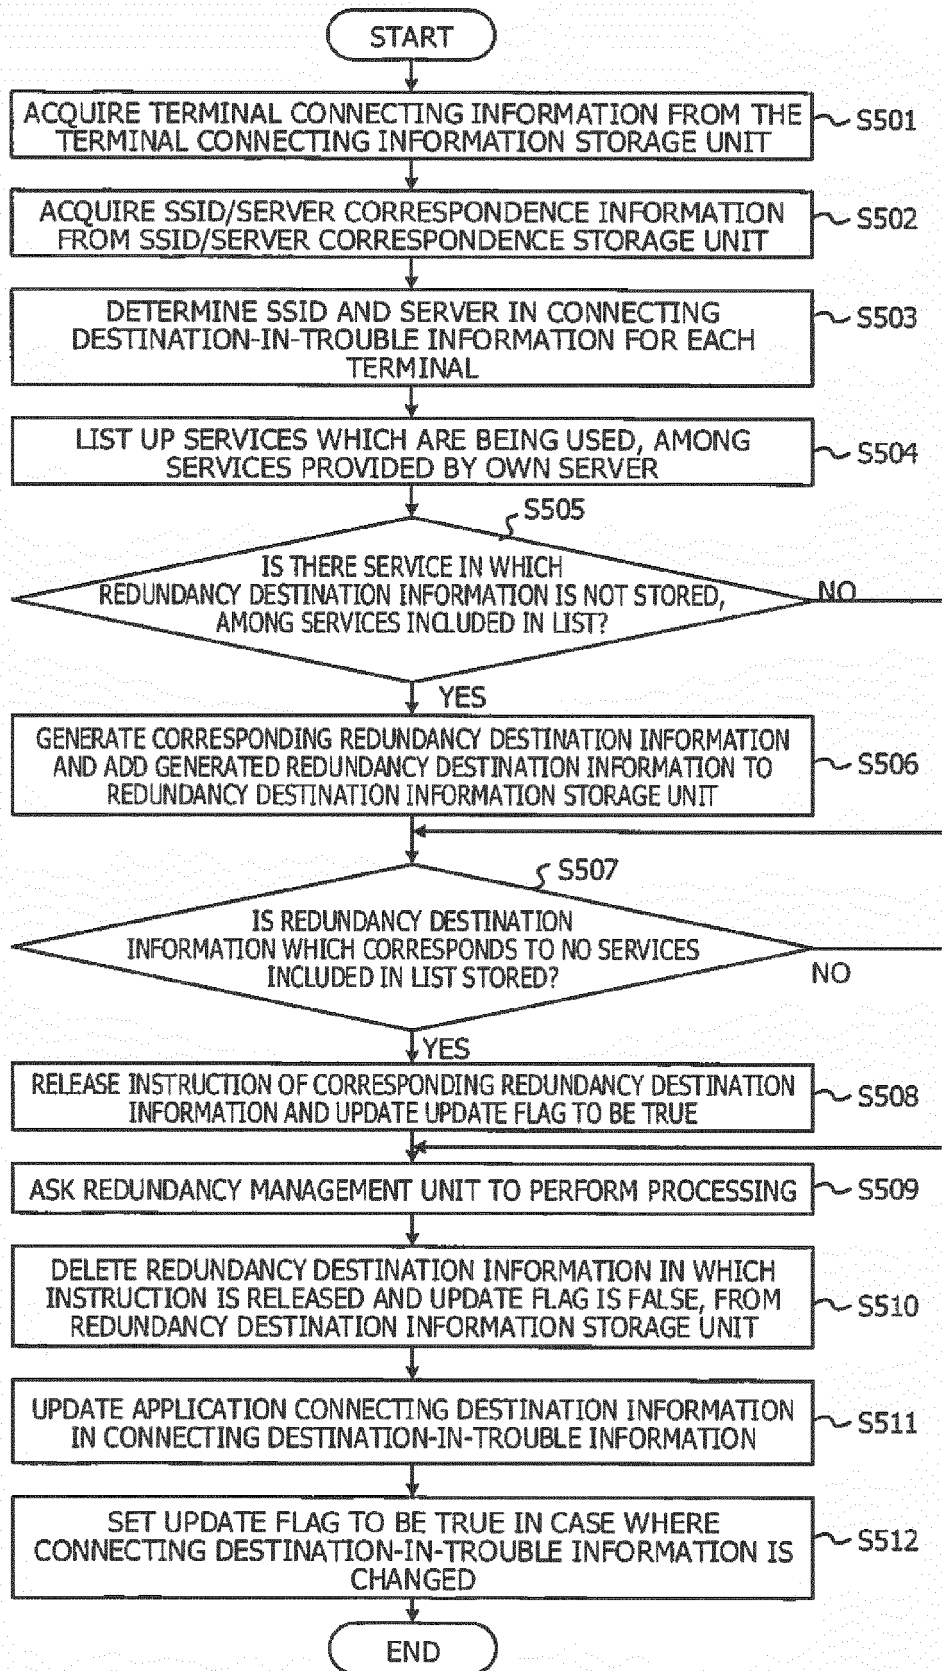 START
ACQUIRE TERMINAL CONNECTING INFORMATION FROM THE
TERMINAL CONNECTING INFORMATION STORAGE UNIT
S501
ACQUIRE SSID/SERVER CORRESPONDENCE INFORMATION
FROM SSID/SERVER CORRESPONDENCE STORAGE UNIT
S502
DETERMINE SSID AND SERVER IN CONNECTING
DESTINATION-IN-TROUBLE INFORMATION FOR EACH
TERMINAL
S503
LIST UP SERVICES WHICH ARE BEING USED, AMONG
SERVICES PROVIDED BY OWN SERVER
S504
S505
IS THERE SERVICE IN WHICH
REDUNDANCY DESTINATION INFORMATION IS NOT STORED,
AMONG SERVICES INCLUDED IN LIST?
NO
YES
GENERATE CORRESPONDING REDUNDANCY DESTINATION INFORMATION
AND ADD GENERATED REDUNDANCY DESTINATION INFORMATION TO
REDUNDANCY DESTINATION INFORMATION STORAGE UNIT
S506
S507
IS REDUNDANCY DESTINATION
INFORMATION WHICH CORRESPONDS TO NO SERVICES
INCLUDED IN LIST STORED?
NO
YES
RELEASE INSTRUCTION OF CORRESPONDING REDUNDANCY DESTINATION
INFORMATION AND UPDATE UPDATE FLAG TO BE TRUE
S508
ASK REDUNDANCY MANAGEMENT UNIT TO PERFORM PROCESSING
S509
DELETE REDUNDANCY DESTINATION INFORMATION IN WHICH
INSTRUCTION IS RELEASED AND UPDATE FLAG IS FALSE, FROM
REDUNDANCY DESTINATION INFORMATION STORAGE UNIT
S510
UPDATE APPLICATION CONNECTING DESTINATION INFORMATION
IN CONNECTING DESTINATION-IN-TROUBLE INFORMATION
S511
SET UPDATE FLAG TO BE TRUE IN CASE WHERE
CONNECTING DESTINATION-IN-TROUBLE INFORMATION IS
CHANGED
S512
END